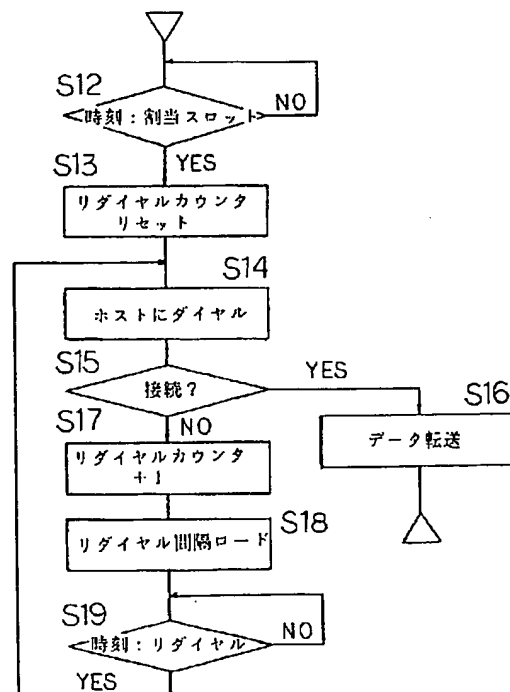 S12
時刻:割当スロット
NO
YES
S13
リダイヤルカウンタ
リセット
S14
ホストにダイヤル
S15
接続?
YES
S16
データ転送
NO
S17
リダイヤルカウンタ
+1
S18
リダイヤル間隔ロード
S19
時刻:リダイヤル
NO
YES